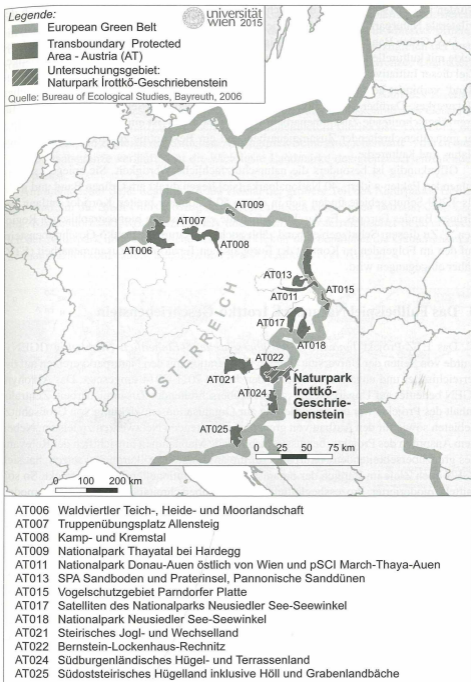 Legende:
European Green Belt
Transboundary Protected
Area - Austria (AT)
Untersuchungsgebiet:
Naturpark Írottkő-Geschriebenstein
Quelle: Bureau of Ecological Studies, Bayreuth, 2006
universität
wien 2015
AT009
AT007
AT006
AT008
AT013
AT015
AT011
AT017
AT018
ÖSTERREICH
AT022
AT021
Naturpark
Írottkő-
Geschrie-
benstein
AT024
AT025
0 25 50 75 km
0 100 200 km
AT006 Waldviertler Teich-, Heide- und Moorlandschaft
AT007 Truppenübungsplatz Allensteig
AT008 Kamp- und Kremstal
AT009 Nationalpark Thayatal bei Hardegg
AT011 Nationalpark Donau-Auen östlich von Wien und pSCI March-Thaya-Auen
AT013 SPA Sandboden und Praterinsel, Pannonische Sanddünen
AT015 Vogelschutzgebiet Parndorfer Platte
AT017 Satelliten des Nationalparks Neusiedler See-Seewinkel
AT018 Nationalpark Neusiedler See-Seewinkel
AT021 Steirisches Jogl- und Wechselland
AT022 Bernstein-Lockenhaus-Rechnitz
AT024 Südburgenländisches Hügel- und Terrassenland
AT025 Südoststeirisches Hügelland inklusive Höll und Grabenlandbäche